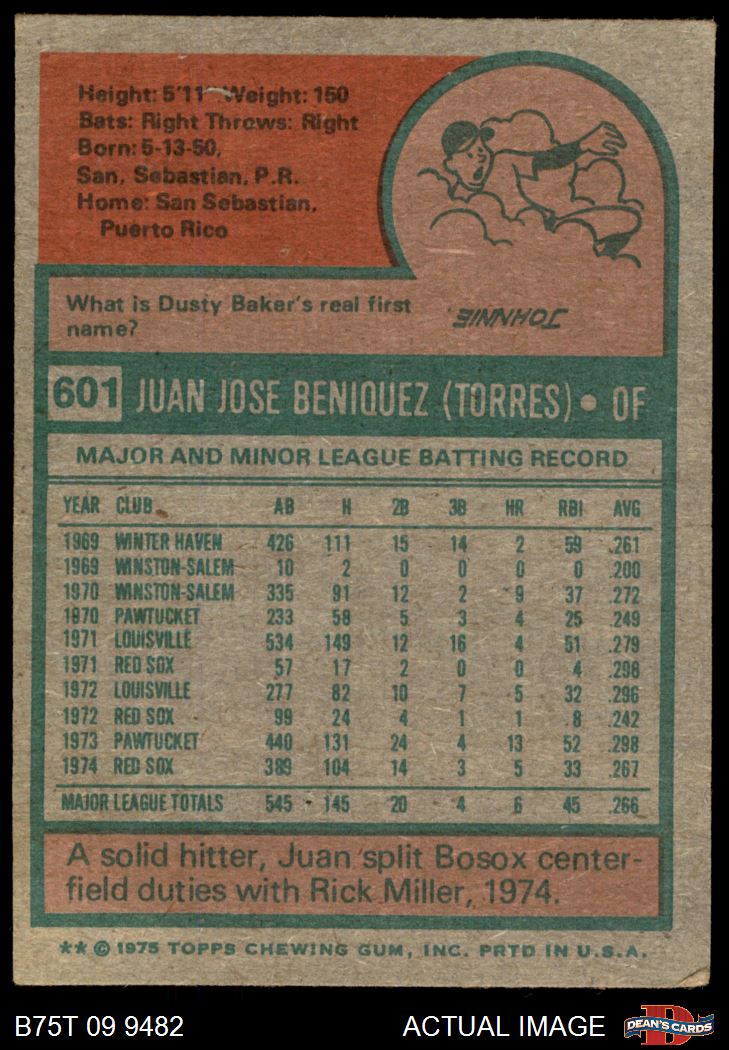 Height: 5'11" Weight: 150
Bats: Right Throws: Right
Born: 5-13-50,
San, Sebastian, P.R.
Home: San Sebastian,
Puerto Rico
What is Dusty Baker's real first
name?
JOHNNIE.
601 JUAN JOSE BENIQUEZ (TORRES) • OF
MAJOR AND MINOR LEAGUE BATTING RECORD
YEAR CLUB AB H 2B 3B HR RBI AVG
1969 WINTER HAVEN 426 111 15 14 2 59 .261
1969 WINSTON-SALEM 10 2 0 0 0 0 .200
1970 WINSTON-SALEM 335 91 12 2 9 37 .272
1970 PAWTUCKET 233 58 5 3 4 25 .249
1971 LOUISVILLE 534 149 12 16 4 51 .279
1971 RED SOX 57 17 2 0 0 4 .298
1972 LOUISVILLE 277 82 10 7 5 32 .296
1972 RED SOX 99 24 4 1 1 8 .242
1973 PAWTUCKET 440 131 24 4 13 52 .298
1974 RED SOX 389 104 14 3 5 33 .267
MAJOR LEAGUE TOTALS 545 145 20 4 6 45 .266
A solid hitter, Juan split Bosox center-
field duties with Rick Miller, 1974.
** © 1975 TOPPS CHEWING GUM, INC. PRTD IN U.S.A.
B75T 09 9482 ACTUAL IMAGE
DEAN'S CARDS